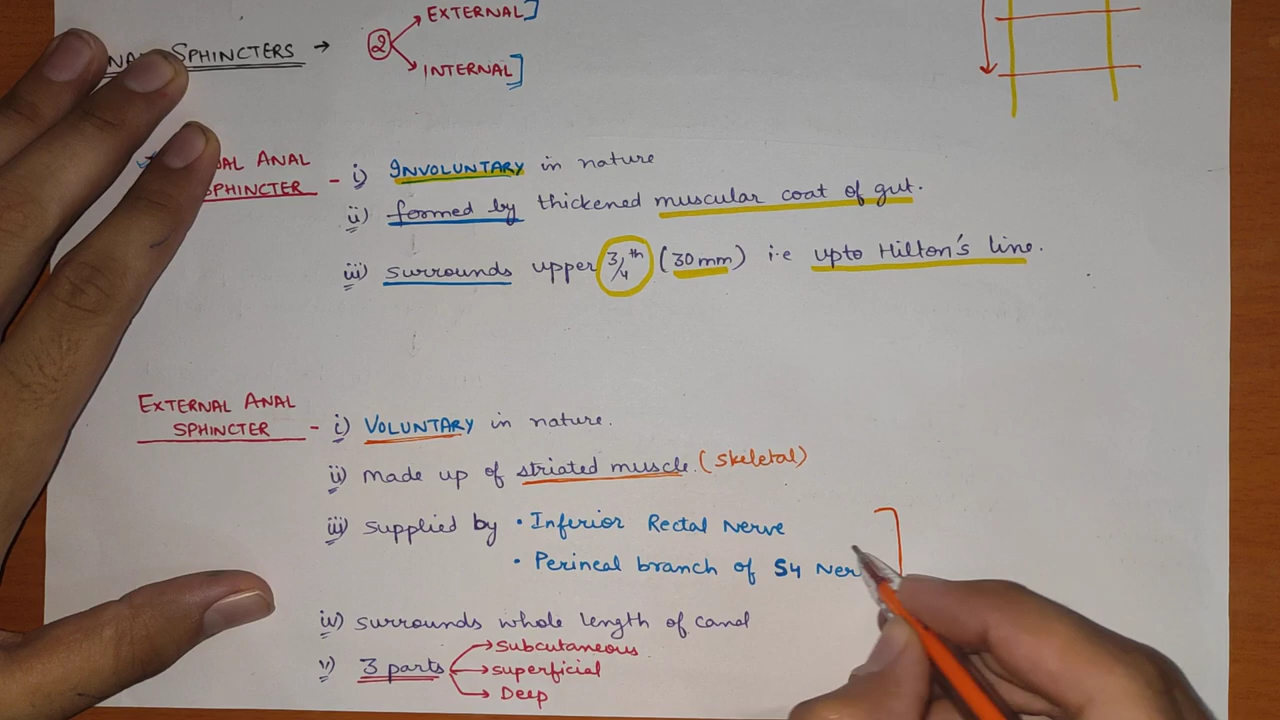 EXTERNAL]
SPHINCTERS → ②
INTERNAL]
ANAL
SPHINCTER - i) INVOLUNTARY in nature
ii) formed by thickened muscular coat of gut.
iii) surrounds upper 3/4th (30mm) i.e upto Hilton's line.
EXTERNAL ANAL
SPHINCTER - i) VOLUNTARY in nature.
ii) made up of striated muscle. (skeletal)
iii) supplied by • Inferior Rectal Nerve
• Perineal branch of S4 Ner
iv) surrounds whole length of canal
v) 3 parts → Subcutaneous
→ superficial
→ Deep